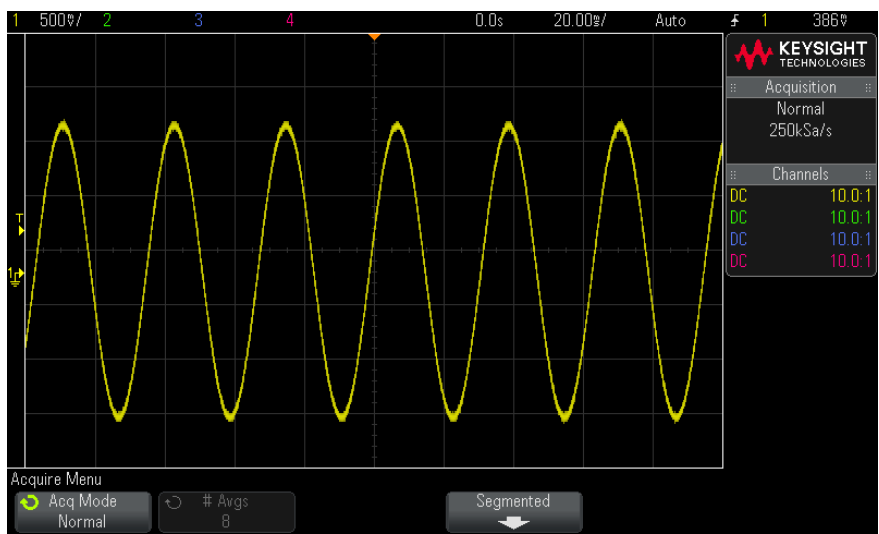 1 500mV/ 2 3 4 0.0s 20.00ms/ Auto 1 386mV
KEYSIGHT
TECHNOLOGIES
Acquisition
Normal
250kSa/s
Channels
DC 10.0:1
DC 10.0:1
DC 10.0:1
DC 10.0:1
T
1
Acquire Menu
Acq Mode
Normal
# Avgs
8
Segmented